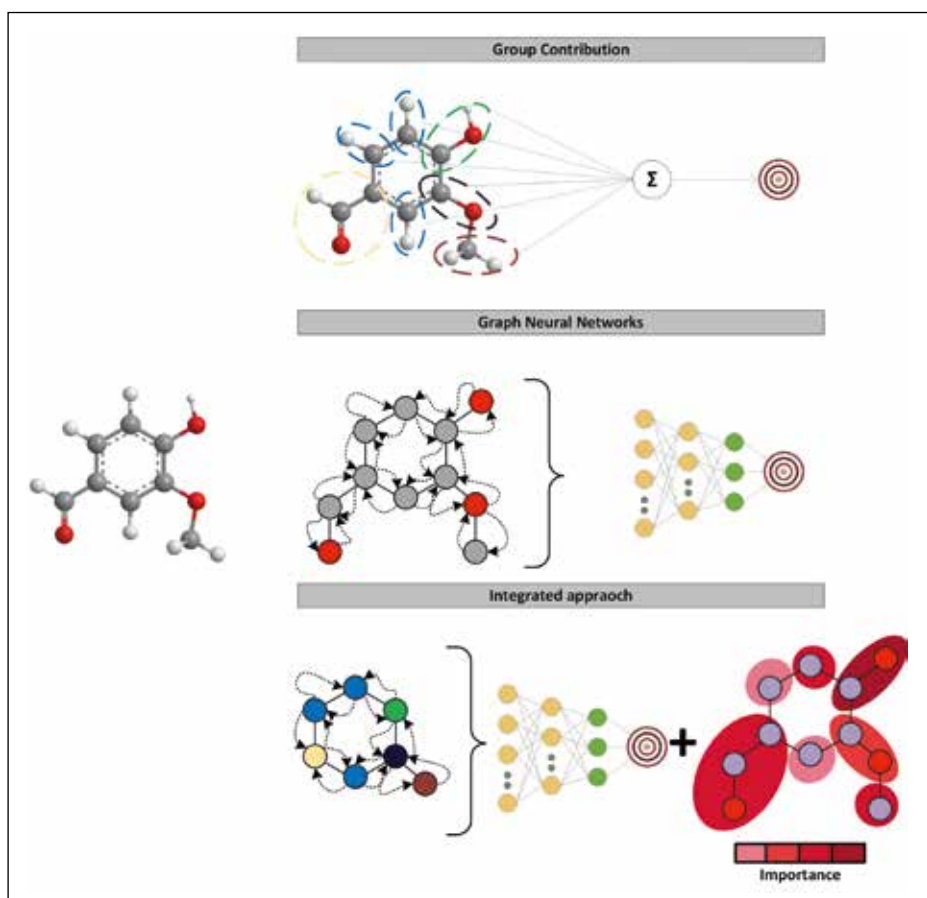 Group Contribution
Σ
Graph Neural Networks
Integrated appraoch
+
Importance